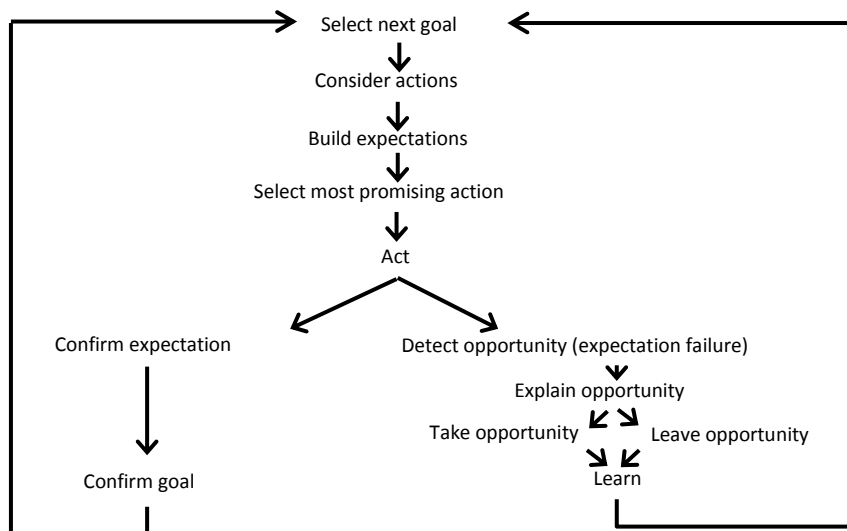 Select next goal
Consider actions
Build expectations
Select most promising action
Act
Confirm expectation
Detect opportunity (expectation failure)
Explain opportunity
Take opportunity
Leave opportunity
Confirm goal
Learn